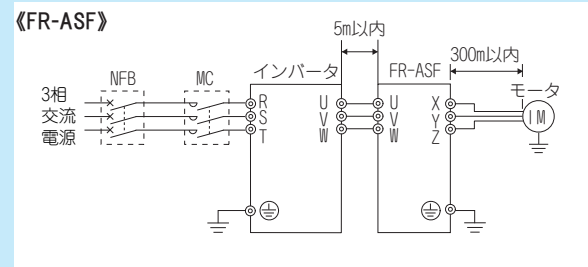 《FR-ASF》
5m以内
300m以内
NFB
MC
インバータ
FR-ASF
モータ
3相
交流
電源
R
S
T
U
V
W
U
V
W
X
Y
Z
IM